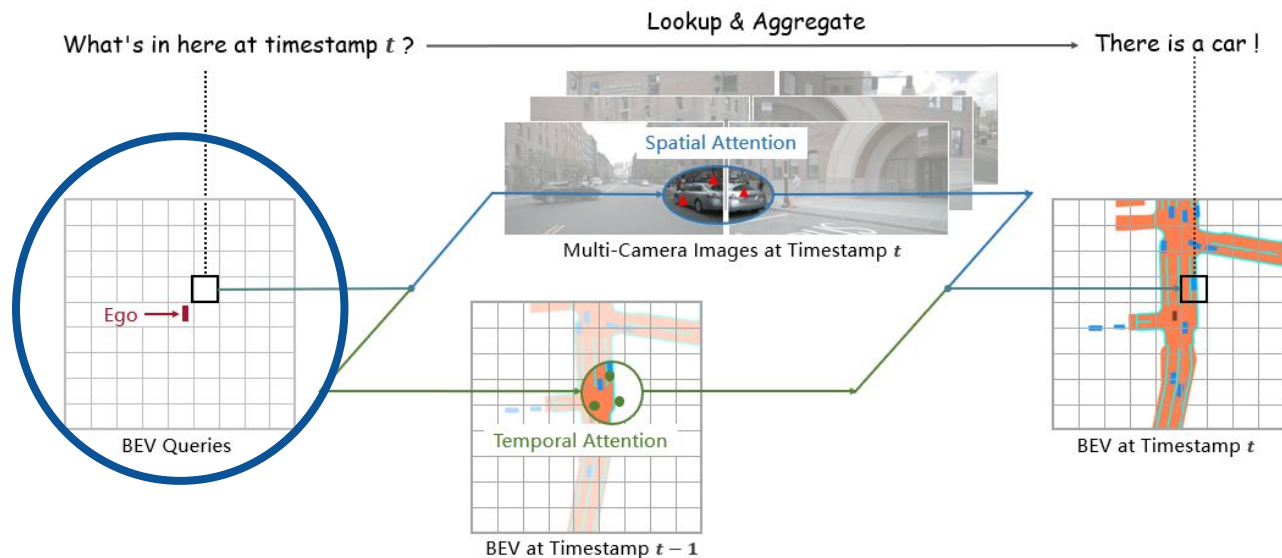 Lookup & Aggregate
What's in here at timestamp t ?
There is a car !
Spatial Attention
Multi-Camera Images at Timestamp t
Ego
BEV Queries
Temporal Attention
BEV at Timestamp t − 1
BEV at Timestamp t